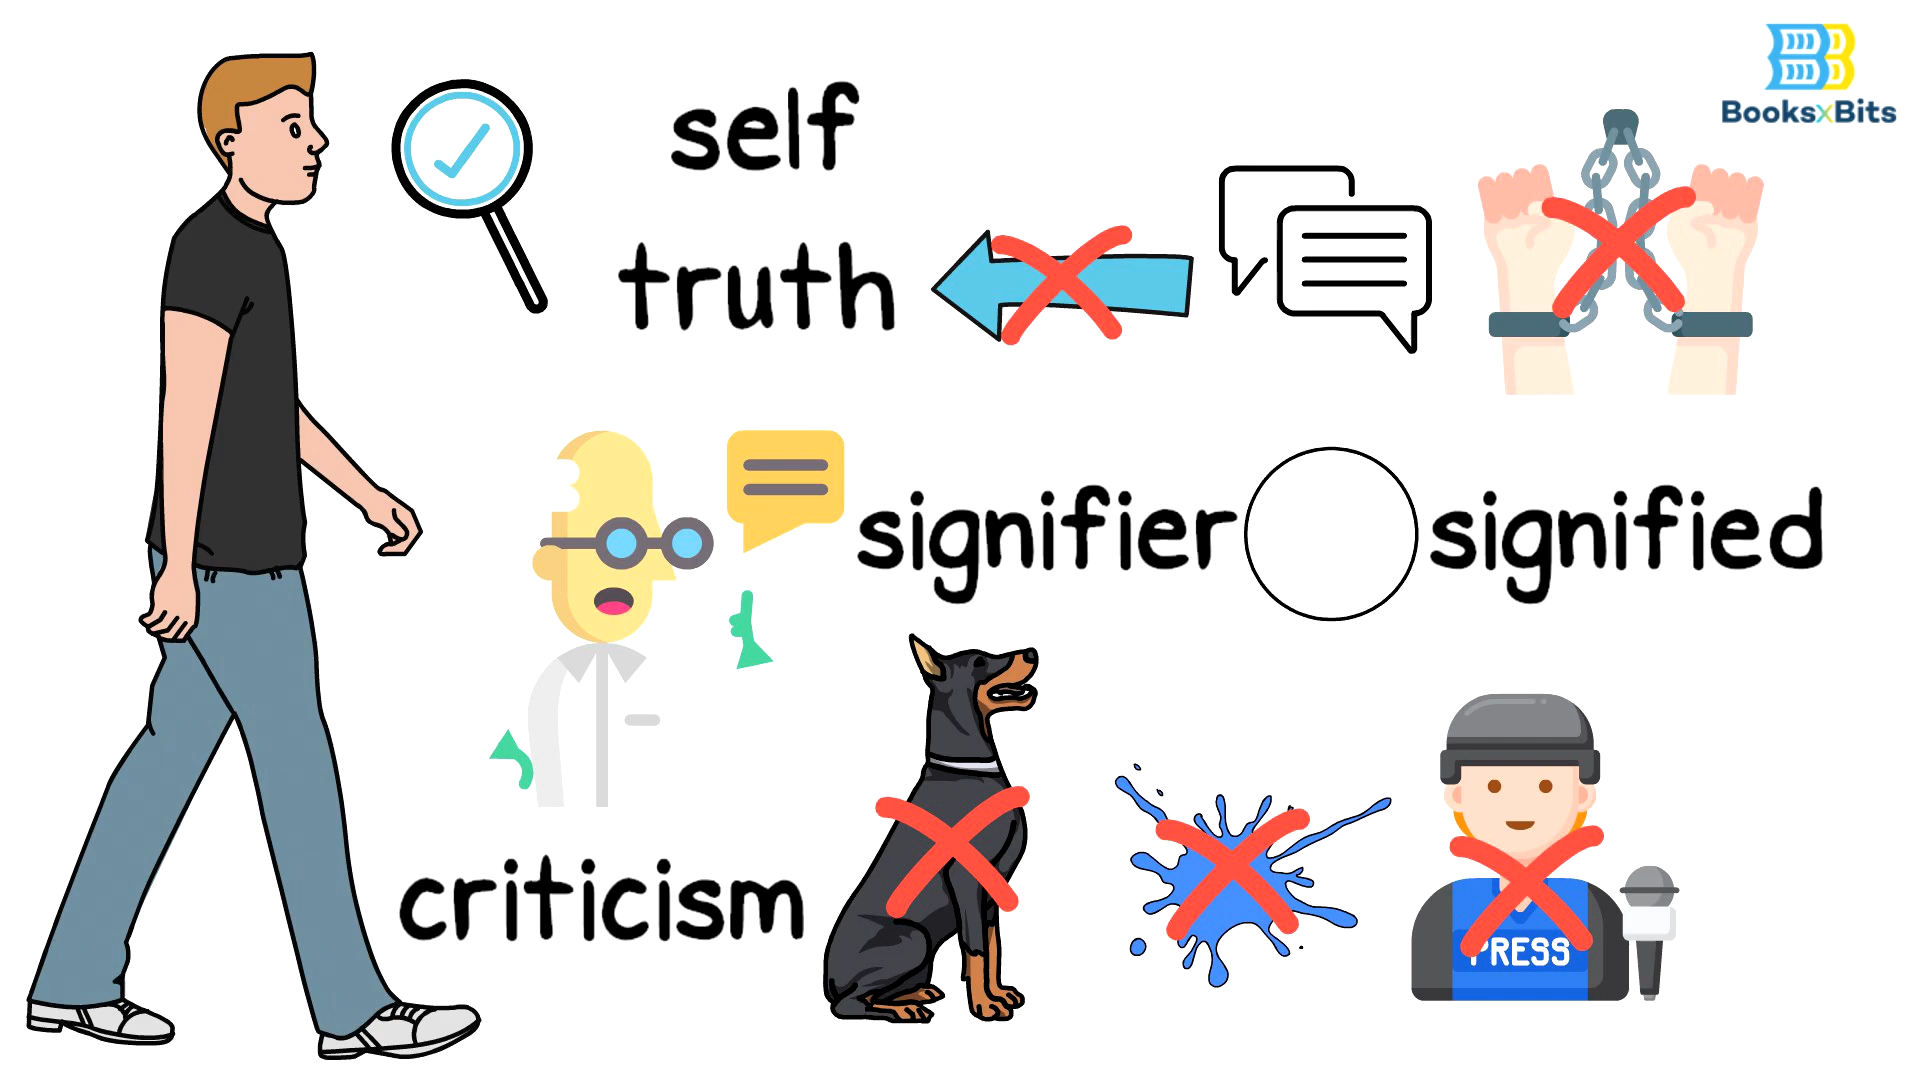 BooksxBits
self
truth
signifier
signified
criticism
PRESS